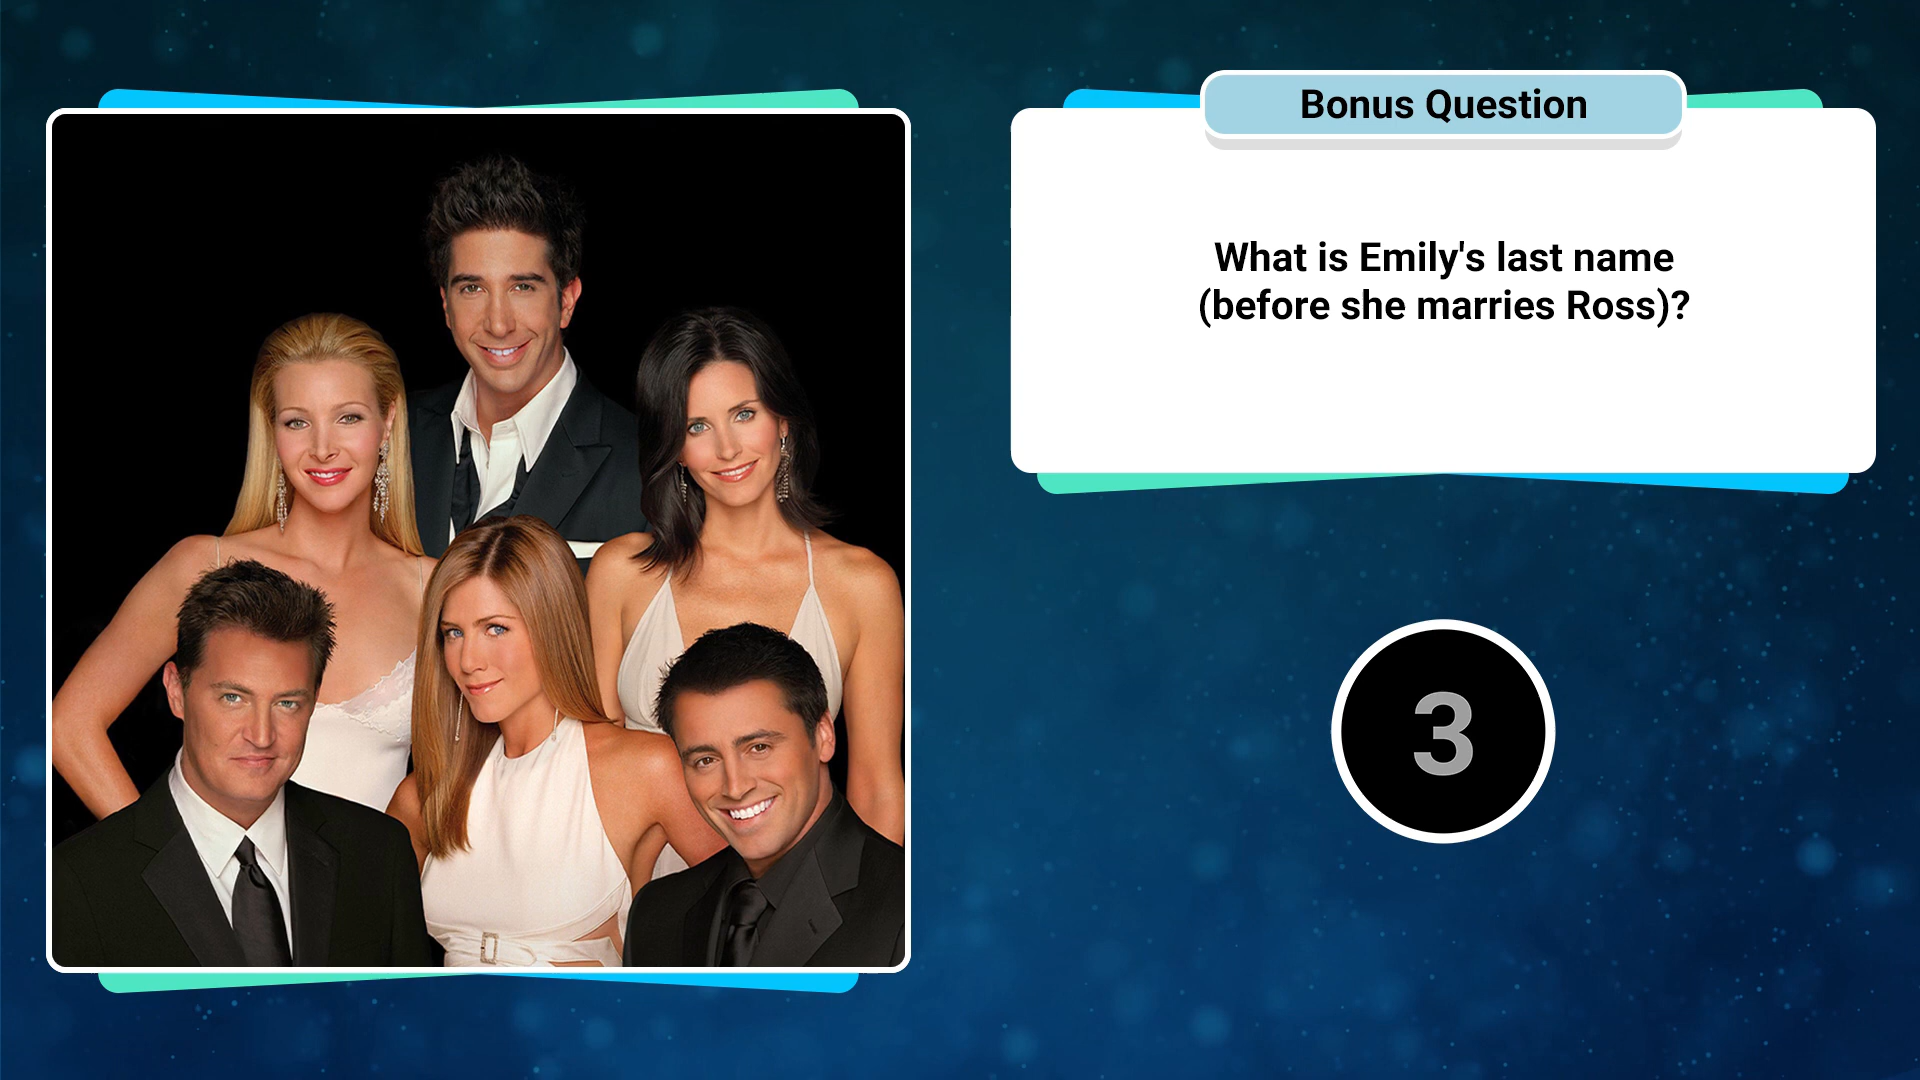 Bonus Question
What is Emily's last name
(before she marries Ross)?
3